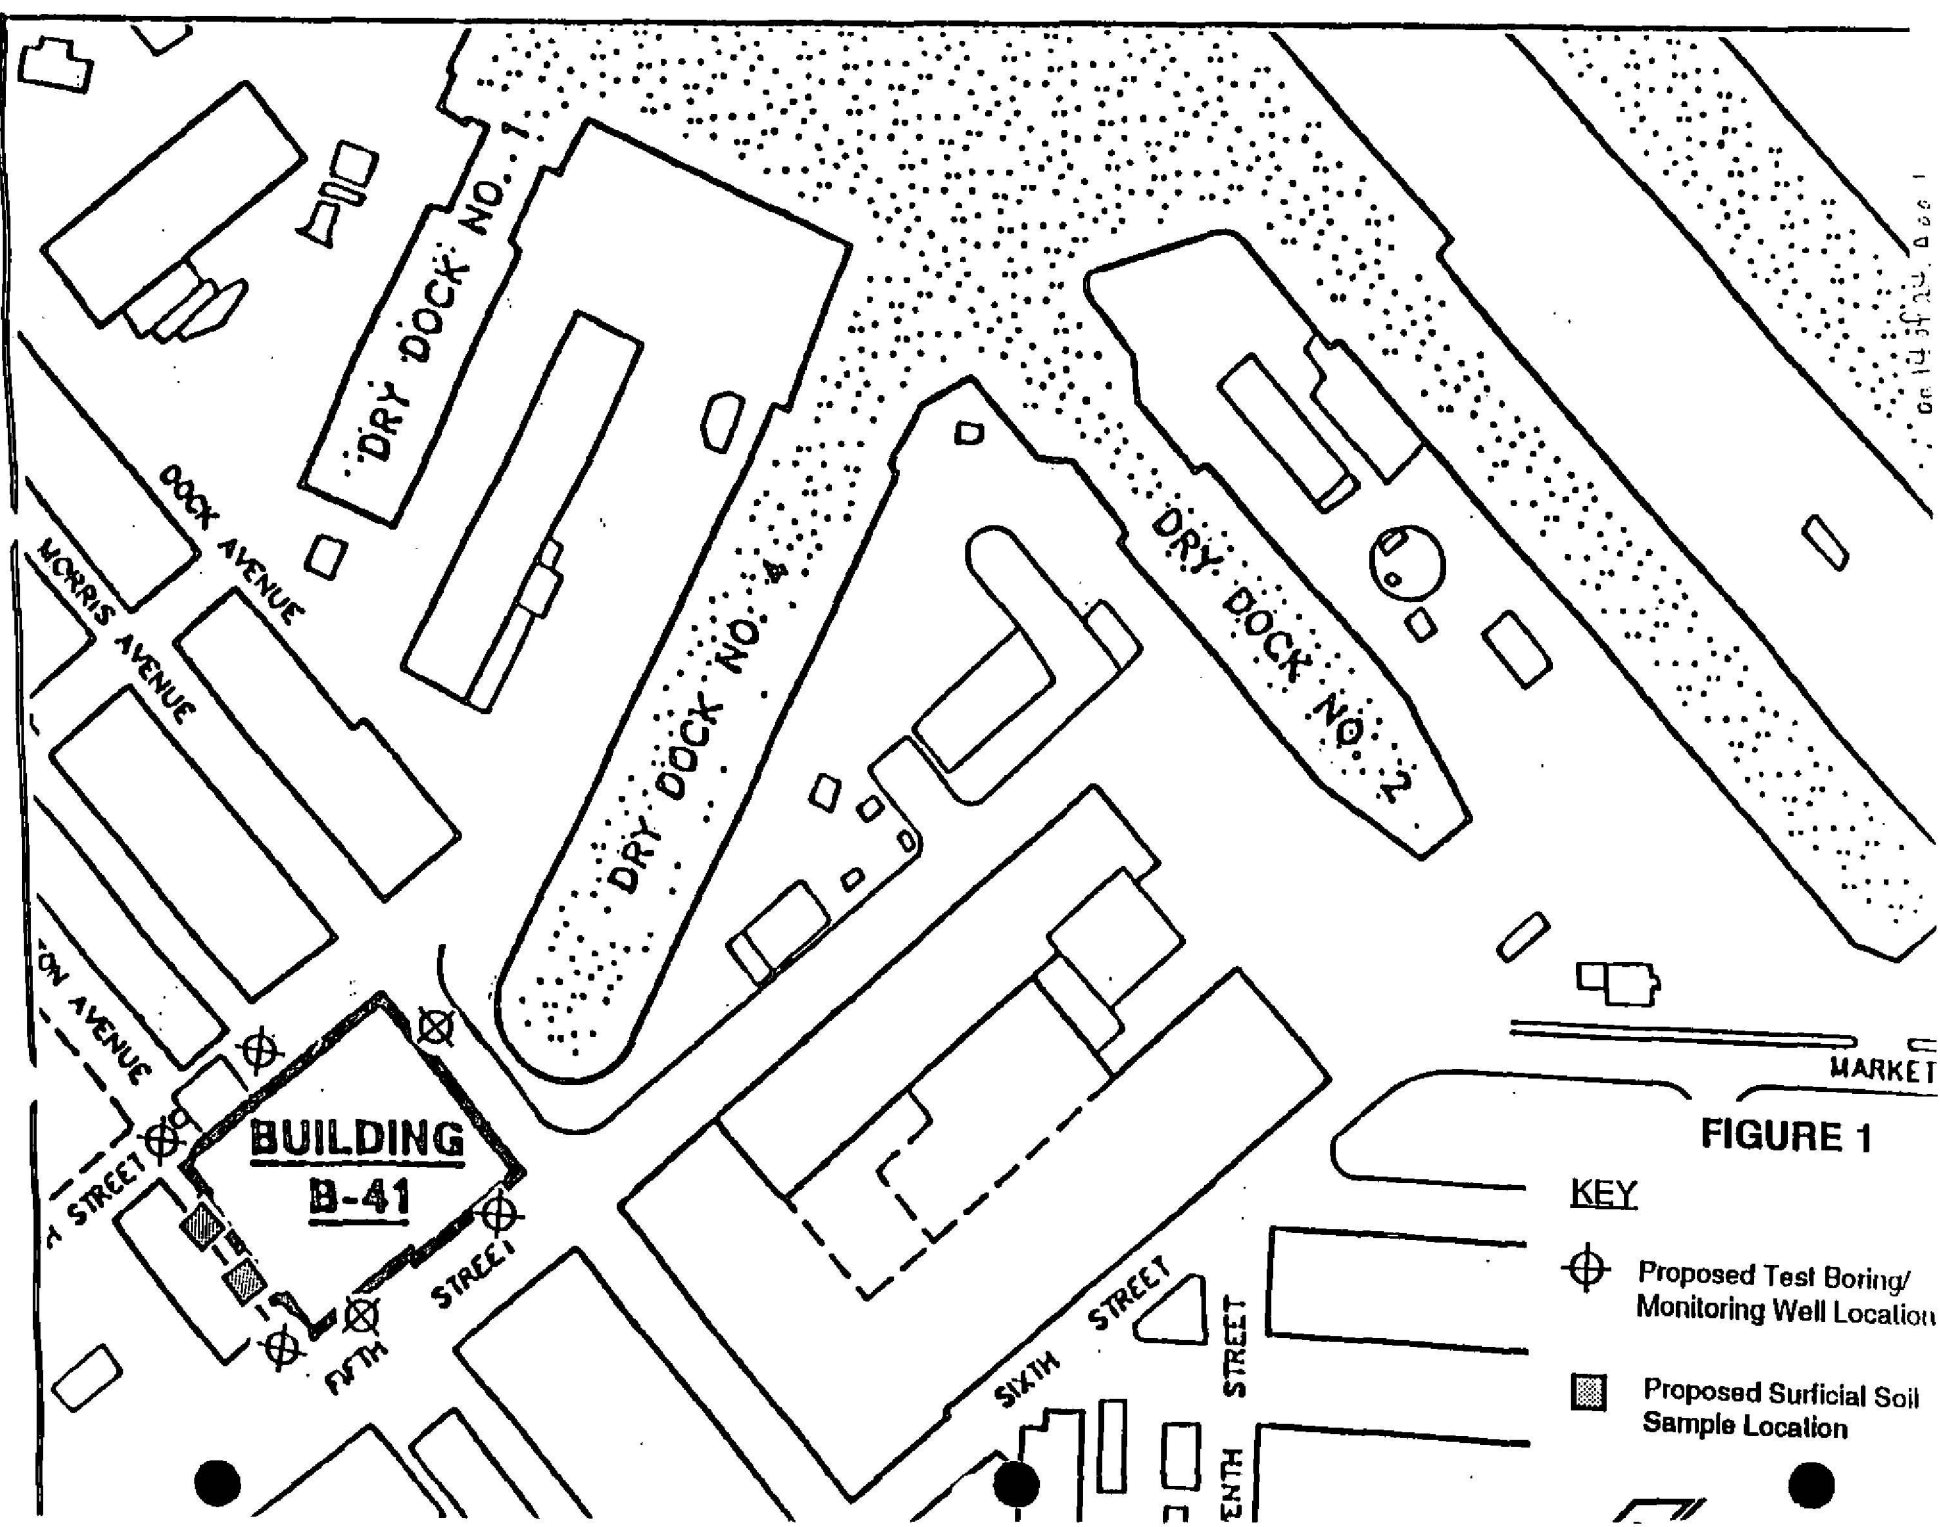 DRY DOCK NO. 1
DOCK AVENUE
MORRIS AVENUE
DRY DOCK NO. 4
DRY DOCK NO. 2
ON AVENUE
STREET
BUILDING
B-41
FIFTH STREET
SIXTH STREET
ENTH STREET
MARKET
FIGURE 1
KEY
Proposed Test Boring/
Monitoring Well Location
Proposed Surficial Soil
Sample Location